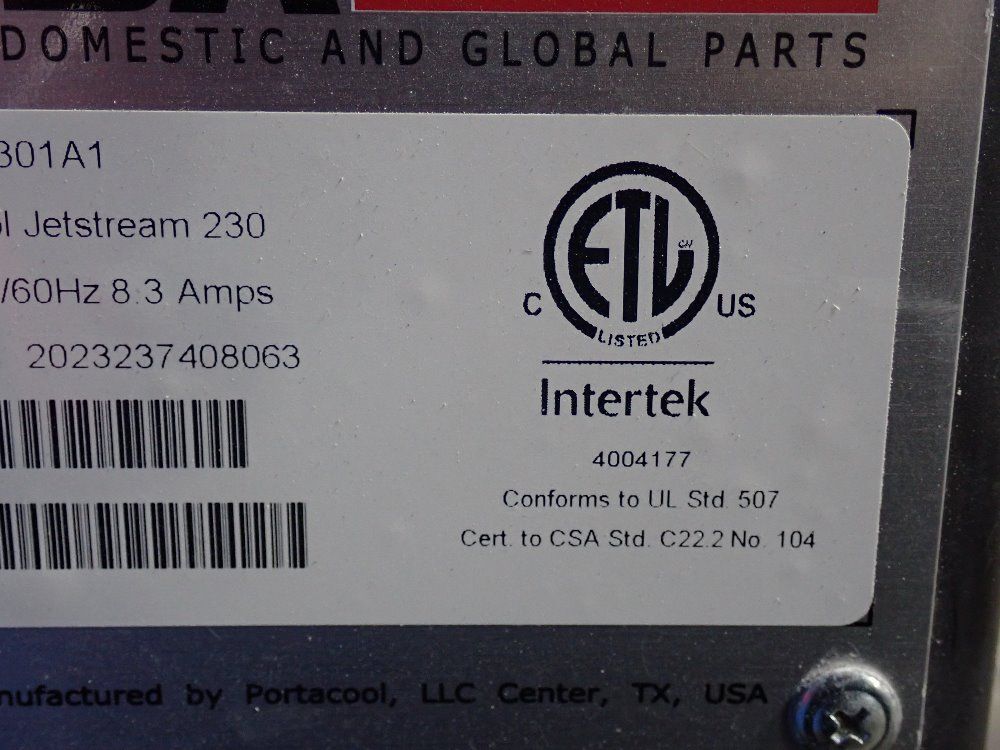 DOMESTIC AND GLOBAL PARTS
301A1
Jetstream 230
/60Hz 8.3 Amps
2023237408063
ETL
CM
C US
LISTED
Intertek
4004177
Conforms to UL Std. 507
Cert. to CSA Std. C22.2 No. 104
nufactured by Portacool, LLC Center, TX, USA